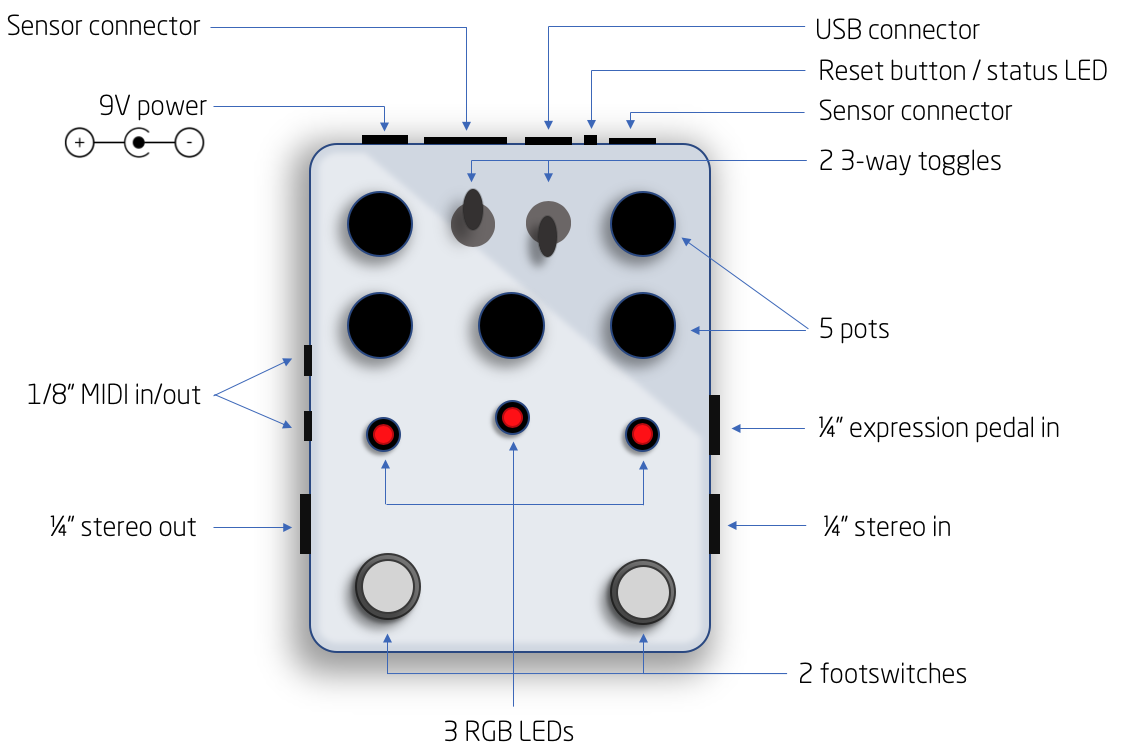 Sensor connector
USB connector
Reset button / status LED
9V power
Sensor connector
+
-
2 3-way toggles
5 pots
1/8” MIDI in/out
¼” expression pedal in
¼” stereo out
¼” stereo in
2 footswitches
3 RGB LEDs